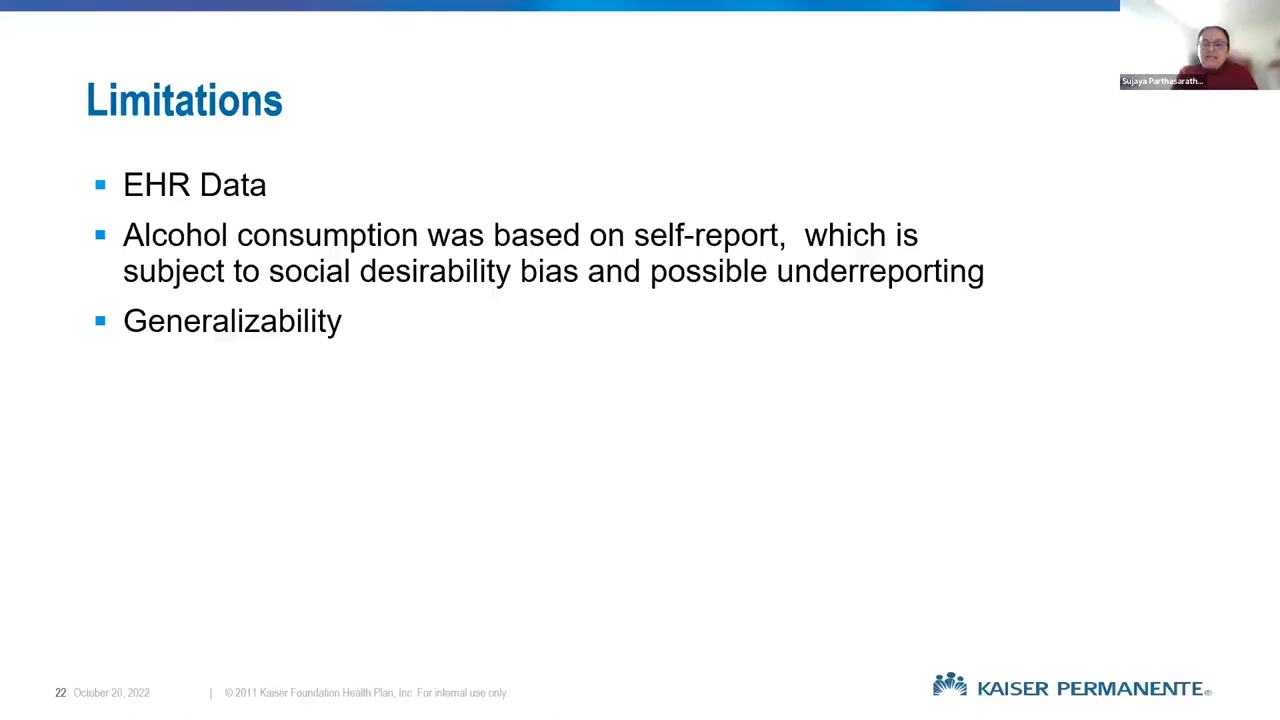 Sujaya Parthasarath...
Limitations
EHR Data
Alcohol consumption was based on self-report,  which is
subject to social desirability bias and possible underreporting
Generalizability
22 October 20, 2022 | © 2011 Kaiser Foundation Health Plan, Inc. For internal use only.
KAISER PERMANENTE®